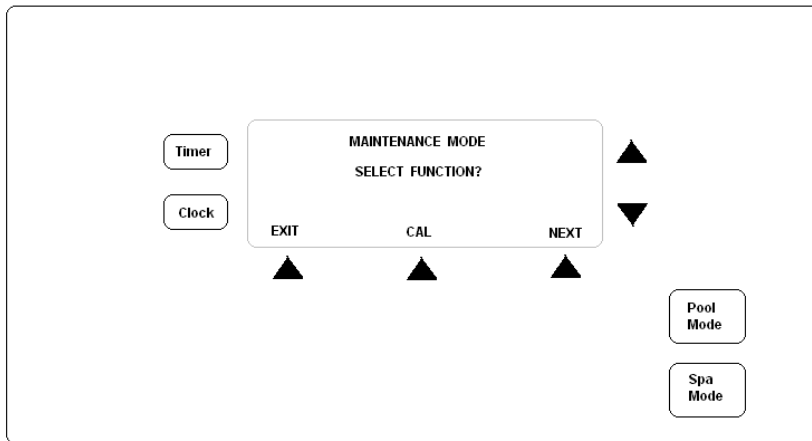 MAINTENANCE MODE
Timer
SELECT FUNCTION?
Clock
EXIT CAL NEXT
Pool
Mode
Spa
Mode